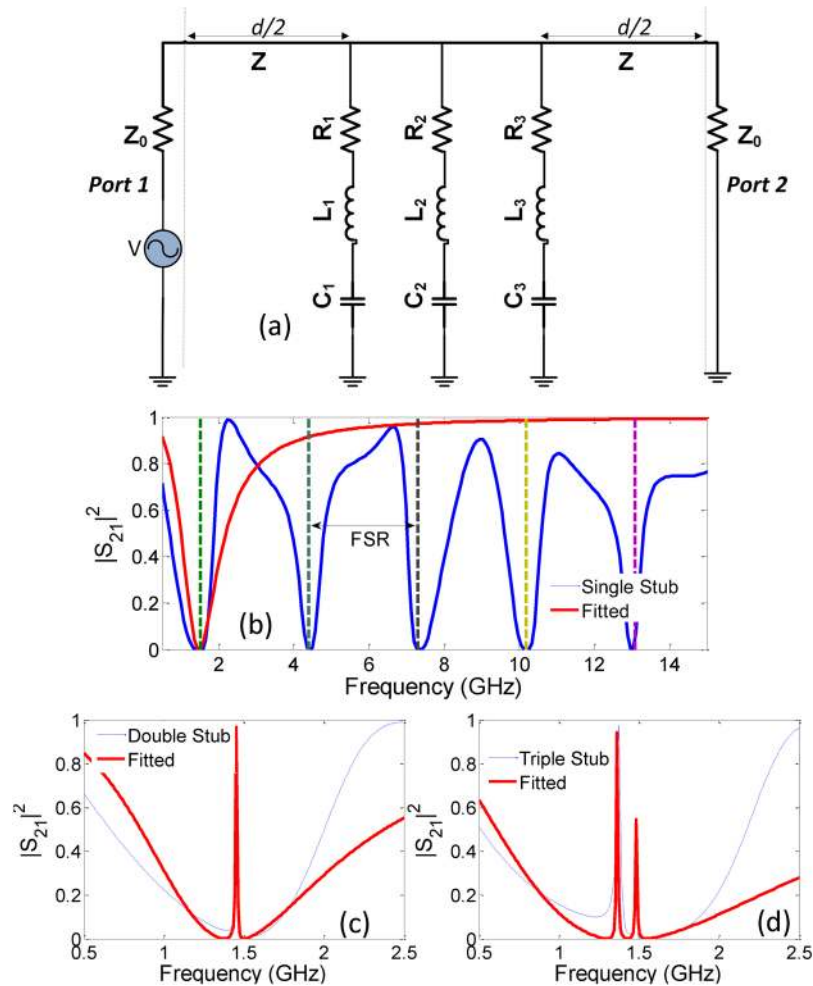 d/2 d/2
Z Z
Z0 R1 R2 R3 Z0
Port 1 Port 2
L1 L2 L3
V
C1 C2 C3
(a)
1
0.8
0.6
0.4
0.2
0
|S21|^2
FSR
Single Stub
Fitted
(b)
2 4 6 8 10 12 14
Frequency (GHz)
1
0.8
0.6
0.4
0.2
0
|S21|^2
Double Stub
Fitted
(c)
0.5 1 1.5 2 2.5
Frequency (GHz)
1
0.8
0.6
0.4
0.2
0
|S21|^2
Triple Stub
Fitted
(d)
0.5 1 1.5 2 2.5
Frequency (GHz)